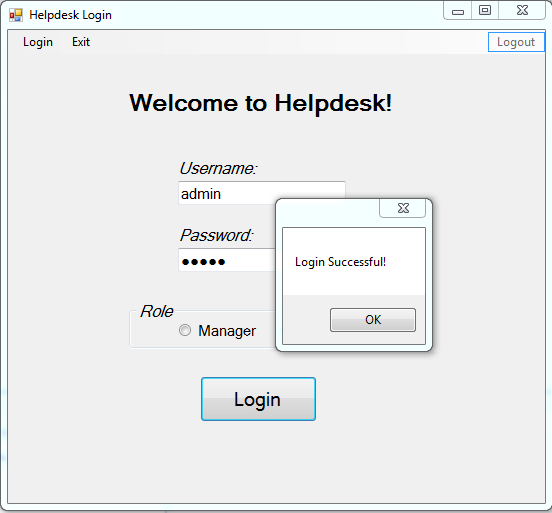 Helpdesk Login
Login Exit Logout
Welcome to Helpdesk!
Username:
admin
Password:
●●●●●
Login Successful!
OK
Role
Manager
Login